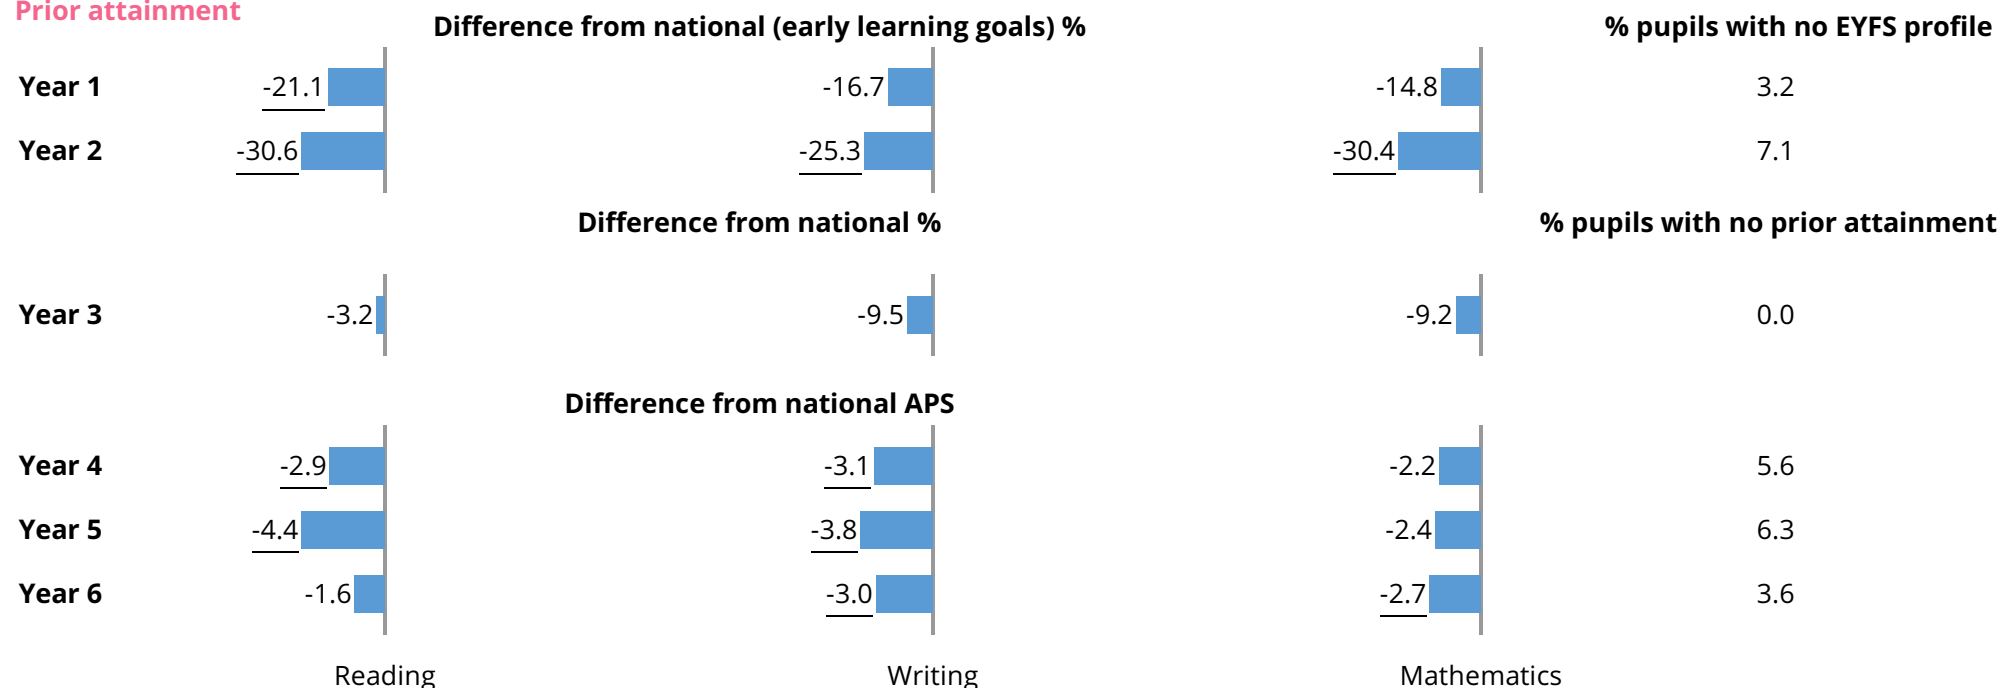 Prior attainment
Difference from national (early learning goals) % % pupils with no EYFS profile
Year 1 -21.1 -16.7 -14.8 3.2
Year 2 -30.6 -25.3 -30.4 7.1
Difference from national % % pupils with no prior attainment
Year 3 -3.2 -9.5 -9.2 0.0
Difference from national APS
Year 4 -2.9 -3.1 -2.2 5.6
Year 5 -4.4 -3.8 -2.4 6.3
Year 6 -1.6 -3.0 -2.7 3.6
Reading Writing Mathematics